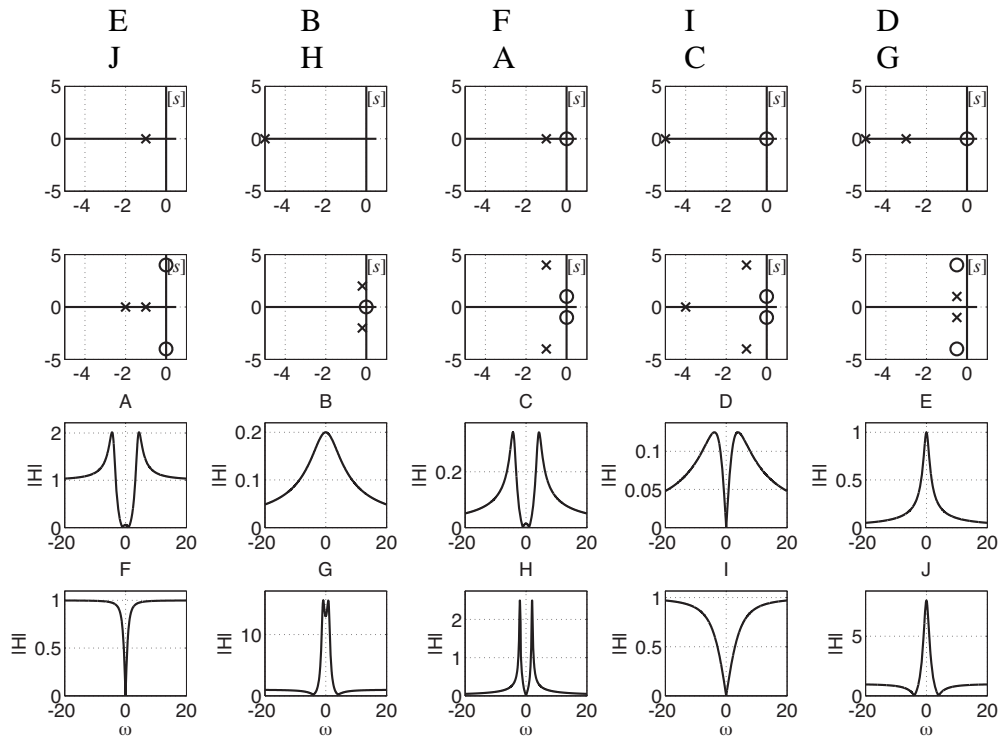 E B F I D
J H A C G
5 [s] 5 [s] 5 [s] 5 [s] 5 [s]
0 0 0 0 0
-5 -5 -5 -5 -5
-4 -2 0 -4 -2 0 -4 -2 0 -4 -2 0 -4 -2 0
5 [s] 5 [s] 5 [s] 5 [s] 5 [s]
0 0 0 0 0
-5 -5 -5 -5 -5
-4 -2 0 -4 -2 0 -4 -2 0 -4 -2 0 -4 -2 0
A B C D E
|H| 2 1 0 |H| 0.2 0.1 0 |H| 0.2 0 |H| 0.1 0.05 0 |H| 1 0.5 0
-20 0 20 -20 0 20 -20 0 20 -20 0 20 -20 0 20
F G H I J
|H| 1 0.5 0 |H| 10 0 |H| 2 1 0 |H| 1 0.5 0 |H| 5 0
-20 0 20 -20 0 20 -20 0 20 -20 0 20 -20 0 20
ω ω ω ω ω